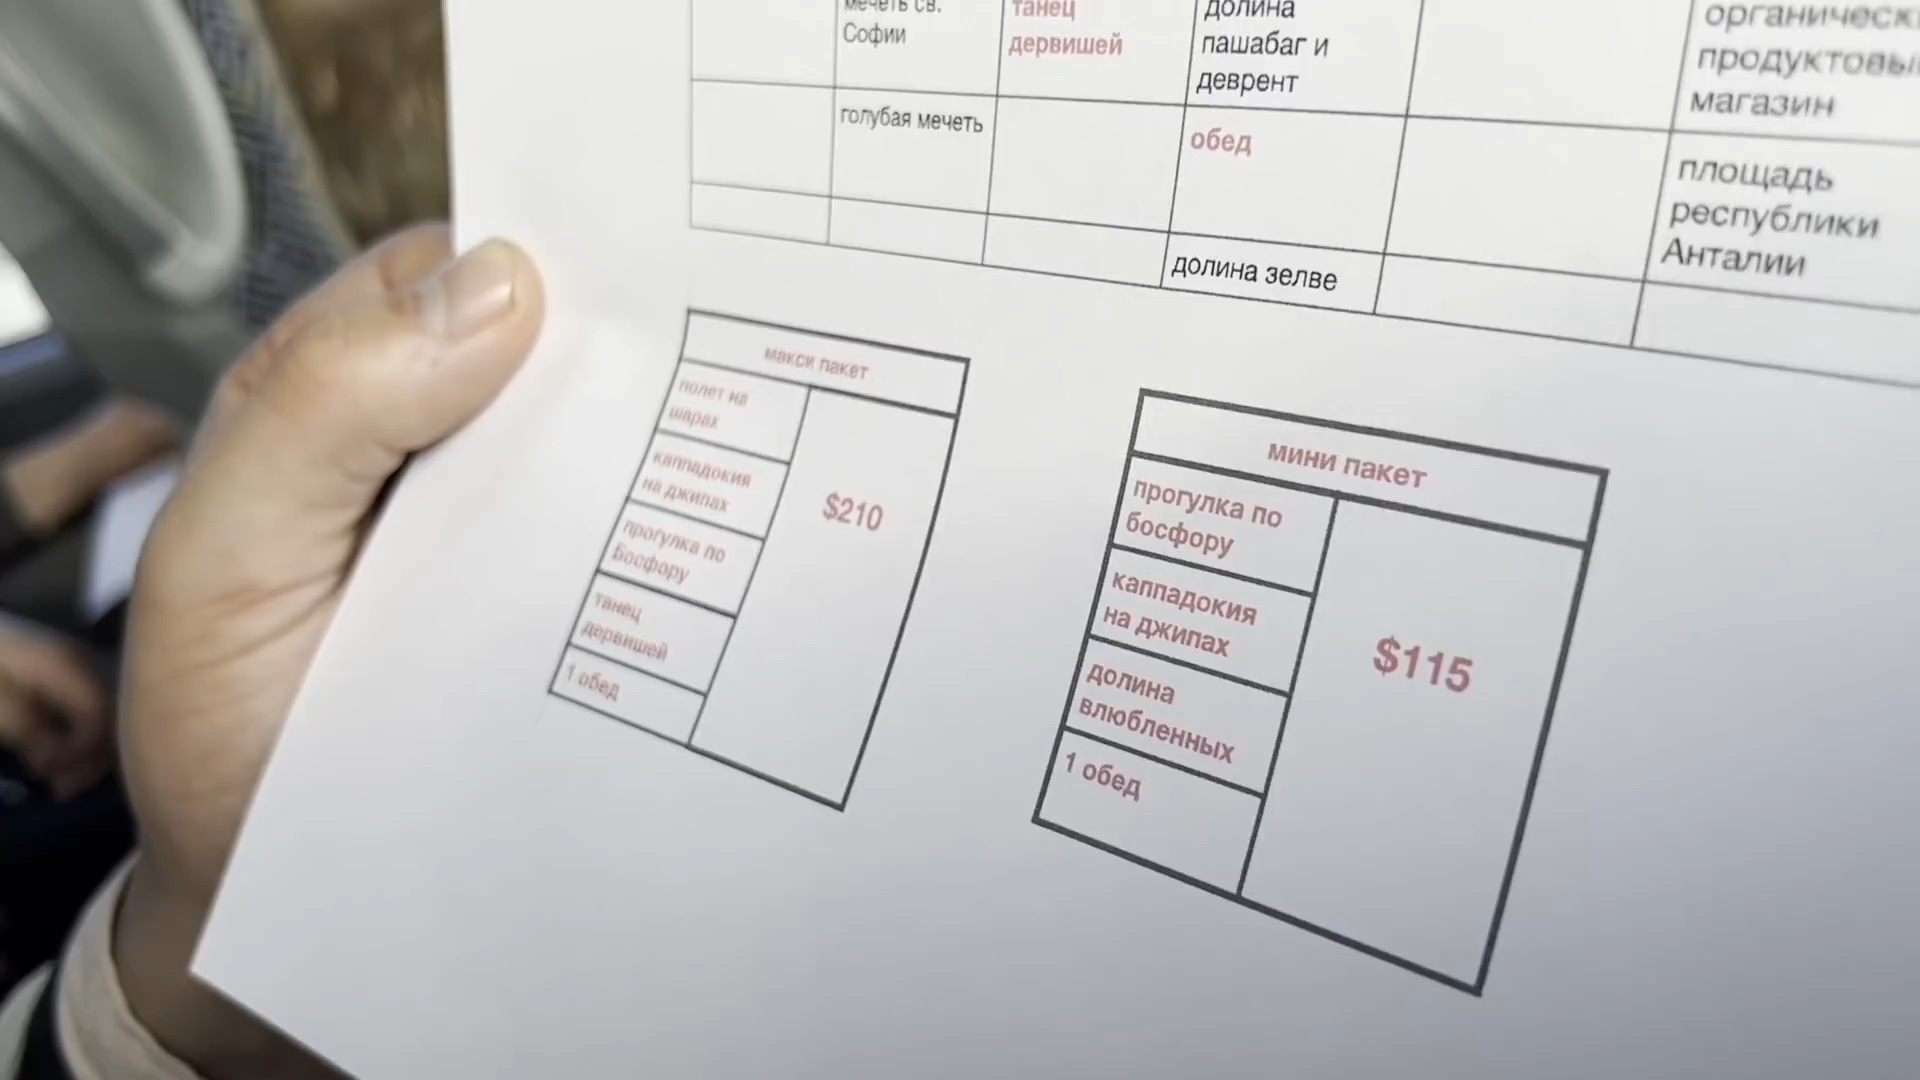 мечеть св.
Софии
танец
дервишей
долина
пашабаг и
деврент
продуктовый
магазин
голубая мечеть
обед
площадь
республики
Анталии
долина зелве
макси пакет
полет на
шарах
каппадокия
на джипах
прогулка по
Босфору
танец
дервишей
1 обед
$210
мини пакет
прогулка по
босфору
каппадокия
на джипах
долина
влюбленных
1 обед
$115